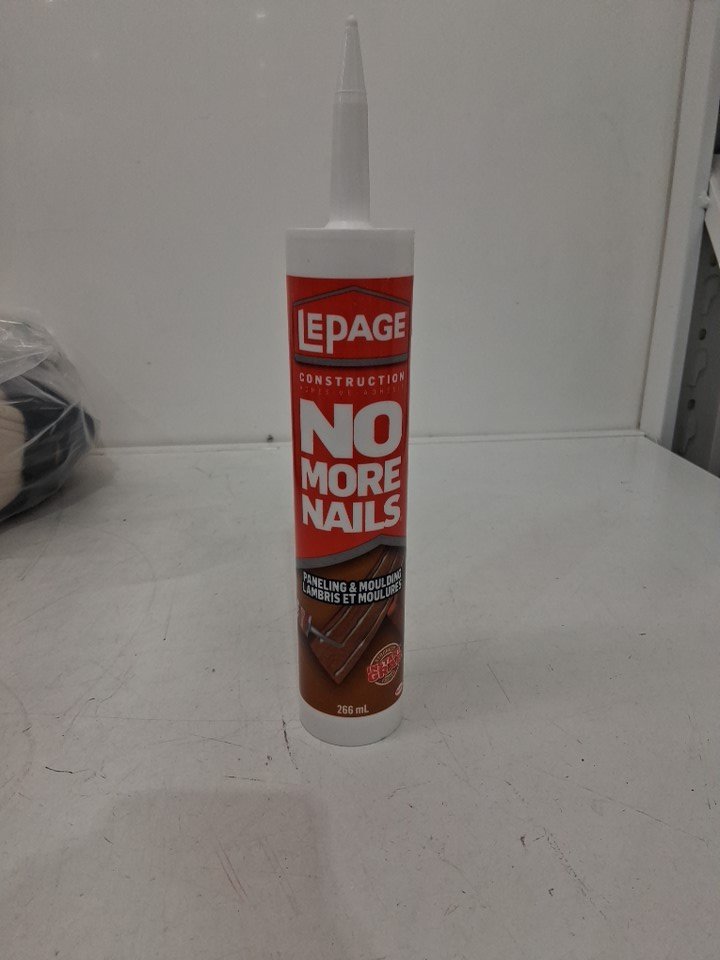 LEPAGE
CONSTRUCTION
NO
MORE
NAILS
PANELING & MOULDING
LAMBRIS ET MOULURES
266 mL